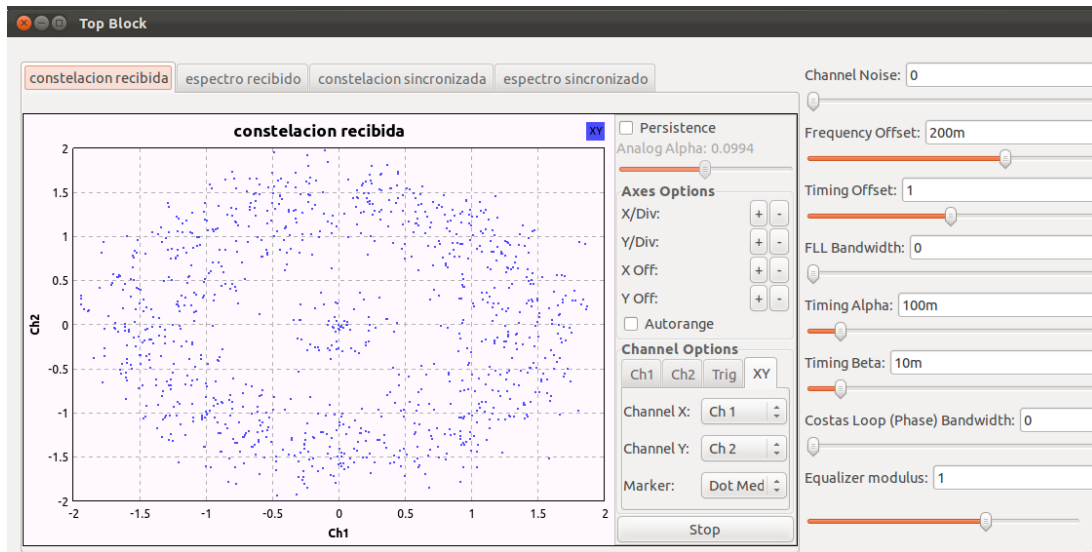 Top Block
constelacion recibida
espectro recibido
constelacion sincronizada
espectro sincronizado
constelacion recibida
XY
2
1.5
1
0.5
0
-0.5
-1
-1.5
-2
Ch2
-2
-1.5
-1
-0.5
0
0.5
1
1.5
2
Ch1
Persistence
Analog Alpha: 0.0994
Axes Options
X/Div:
+
-
Y/Div:
+
-
X Off:
+
-
Y Off:
+
-
Autorange
Channel Options
Ch1
Ch2
Trig
XY
Channel X:
Ch 1
Channel Y:
Ch 2
Marker:
Dot Med
Stop
Channel Noise: 0
Frequency Offset: 200m
Timing Offset: 1
FLL Bandwidth: 0
Timing Alpha: 100m
Timing Beta: 10m
Costas Loop (Phase) Bandwidth: 0
Equalizer modulus: 1